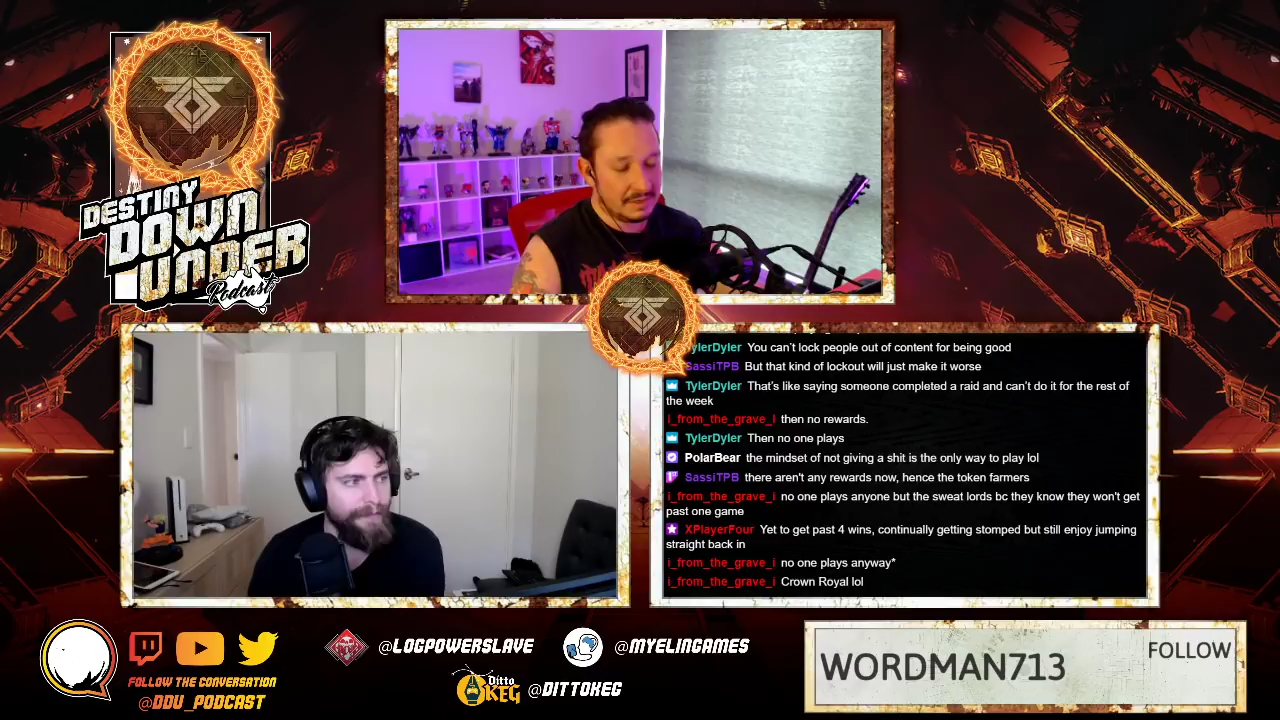 DESTINY
DOWN
UNDER
Podcast
TylerDyler You can't lock people out of content for being good
SassiTPB But that kind of lockout will just make it worse
TylerDyler That's like saying someone completed a raid and can't do it for the rest of
the week
i_from_the_grave_i then no rewards.
TylerDyler Then no one plays
PolarBear the mindset of not giving a shit is the only way to play lol
SassiTPB there aren't any rewards now, hence the token farmers
i_from_the_grave_i no one plays anyone but the sweat lords bc they know they won't get
past one game
XPlayerFour Yet to get past 4 wins, continually getting stomped but still enjoy jumping
straight back in
i_from_the_grave_i no one plays anyway*
i_from_the_grave_i Crown Royal lol
FOLLOW THE CONVERSATION
@DDU_PODCAST
@LOGPOWERSLAVE
@MYELINGAMES
Ditto
KEG
@DITTOKEG
WORDMAN713
FOLLOW